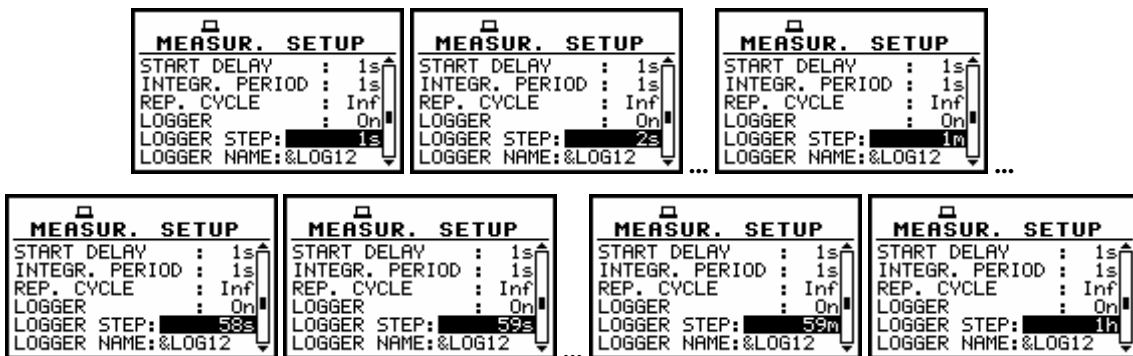 MEASUR. SETUP
START DELAY : 1s
INTEGR. PERIOD : 1s
REP. CYCLE : Inf
LOGGER : On
LOGGER STEP: 1s
LOGGER NAME:&LOG12
MEASUR. SETUP
START DELAY : 1s
INTEGR. PERIOD : 1s
REP. CYCLE : Inf
LOGGER : On
LOGGER STEP: 2s
LOGGER NAME:&LOG12
...
MEASUR. SETUP
START DELAY : 1s
INTEGR. PERIOD : 1s
REP. CYCLE : Inf
LOGGER : On
LOGGER STEP: 1m
LOGGER NAME:&LOG12
...
MEASUR. SETUP
START DELAY : 1s
INTEGR. PERIOD : 1s
REP. CYCLE : Inf
LOGGER : On
LOGGER STEP: 58s
LOGGER NAME:&LOG12
MEASUR. SETUP
START DELAY : 1s
INTEGR. PERIOD : 1s
REP. CYCLE : Inf
LOGGER : On
LOGGER STEP: 59s
LOGGER NAME:&LOG12
...
MEASUR. SETUP
START DELAY : 1s
INTEGR. PERIOD : 1s
REP. CYCLE : Inf
LOGGER : On
LOGGER STEP: 59m
LOGGER NAME:&LOG12
MEASUR. SETUP
START DELAY : 1s
INTEGR. PERIOD : 1s
REP. CYCLE : Inf
LOGGER : On
LOGGER STEP: 1h
LOGGER NAME:&LOG12